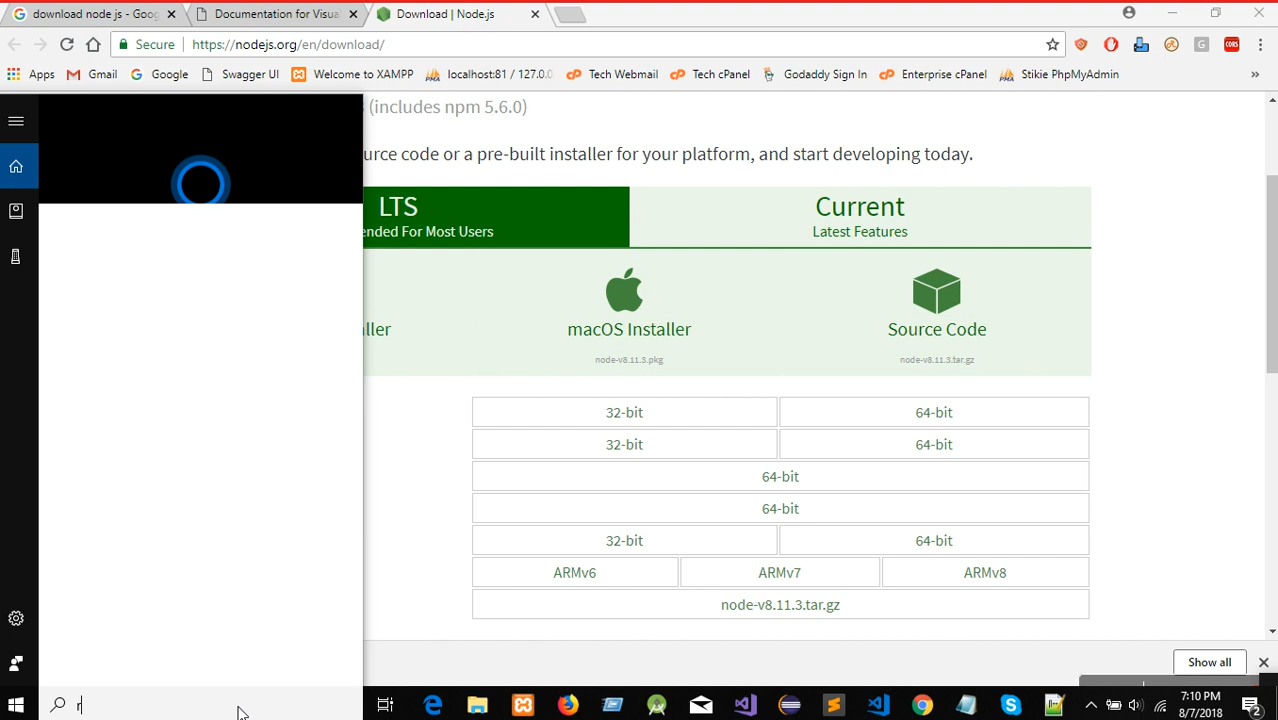 download node js - Goog
Documentation for Visual
Download | Node.js
Secure
https://nodejs.org/en/download/
Apps
Gmail
Google
Swagger UI
Welcome to XAMPP
localhost:81 / 127.0.0
Tech Webmail
Tech cPanel
Godaddy Sign In
Enterprise cPanel
Stikie PhpMyAdmin
»
(includes npm 5.6.0)
urce code or a pre-built installer for your platform, and start developing today.
LTS
ended For Most Users
Current
Latest Features
aller
macOS Installer
node-v8.11.3.pkg
Source Code
node-v8.11.3.tar.gz
32-bit 64-bit
32-bit 64-bit
64-bit
64-bit
32-bit 64-bit
ARMv6 ARMv7 ARMv8
node-v8.11.3.tar.gz
Show all
r
7:10 PM
8/7/2018
2